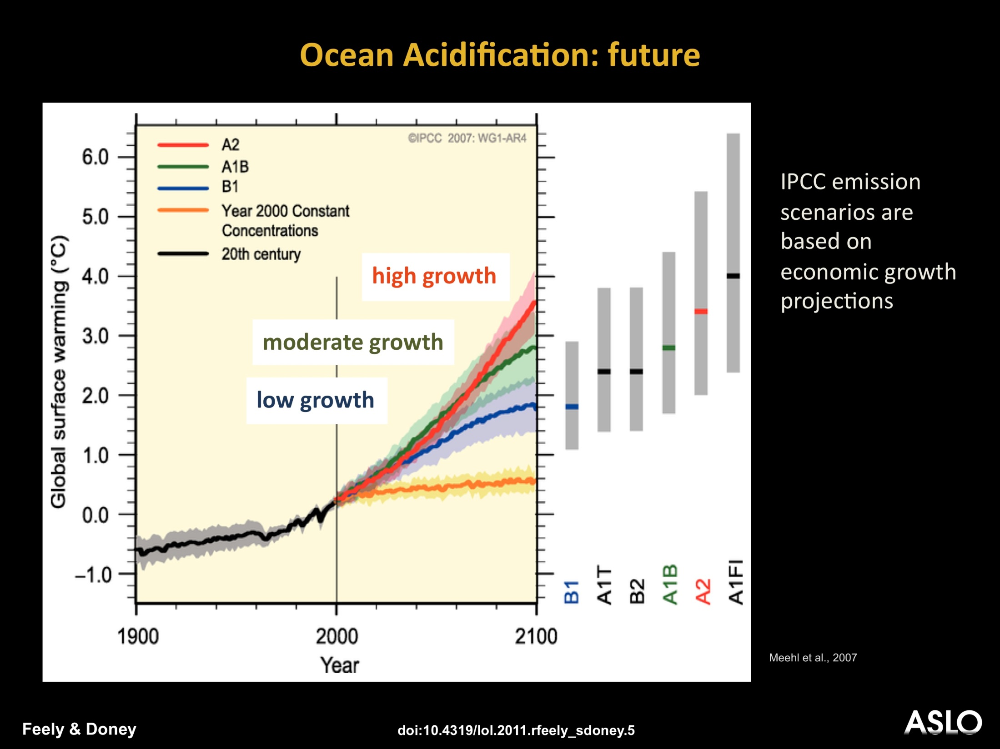 Ocean Acidification: future
©IPCC 2007: WG1-AR4
A2
A1B
B1
Year 2000 Constant
Concentrations
20th century
high growth
moderate growth
low growth
Global surface warming (°C)
6.0
5.0
4.0
3.0
2.0
1.0
0.0
–1.0
1900
2000
2100
Year
B1
A1T
B2
A1B
A2
A1FI
IPCC emission
scenarios are
based on
economic growth
projections
Meehl et al., 2007
Feely & Doney
doi:10.4319/lol.2011.rfeely_sdoney.5
ASLO